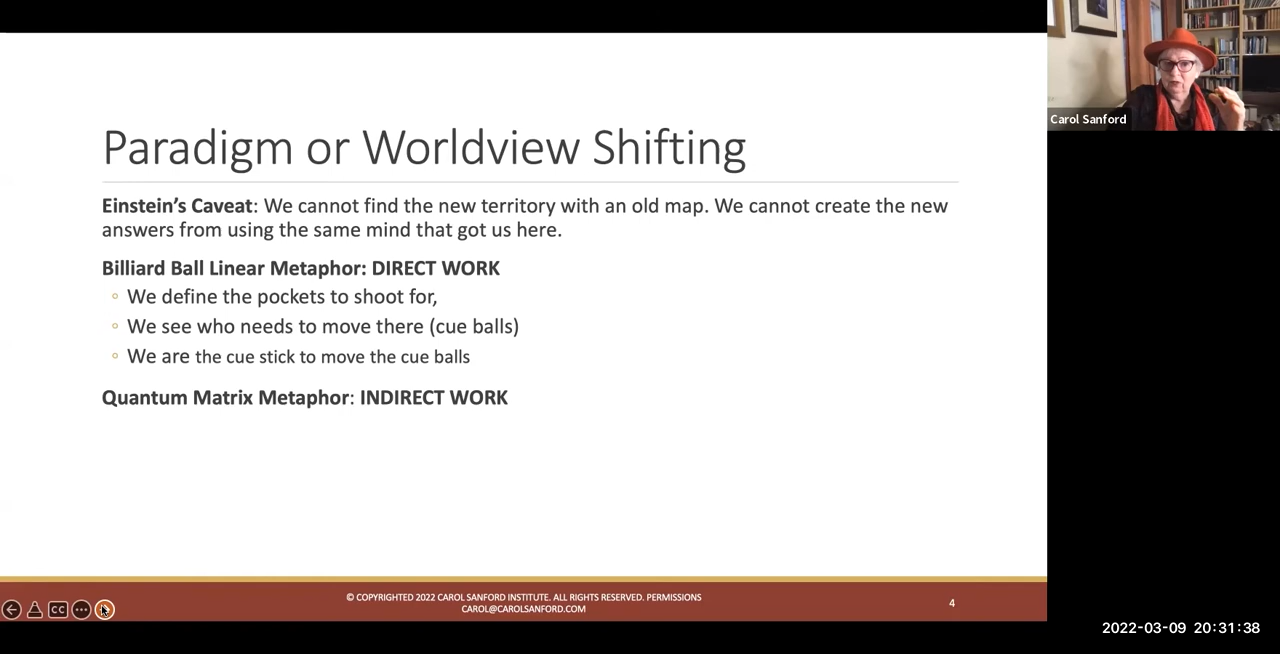 Carol Sanford
Paradigm or Worldview Shifting
Einstein's Caveat: We cannot find the new territory with an old map. We cannot create the new
answers from using the same mind that got us here.
Billiard Ball Linear Metaphor: DIRECT WORK
◦ We define the pockets to shoot for,
◦ We see who needs to move there (cue balls)
◦ We are the cue stick to move the cue balls
Quantum Matrix Metaphor: INDIRECT WORK
© COPYRIGHTED 2022 CAROL SANFORD INSTITUTE. ALL RIGHTS RESERVED. PERMISSIONS
CAROL@CAROLSANFORD.COM
4
CC
2022-03-09 20:31:38